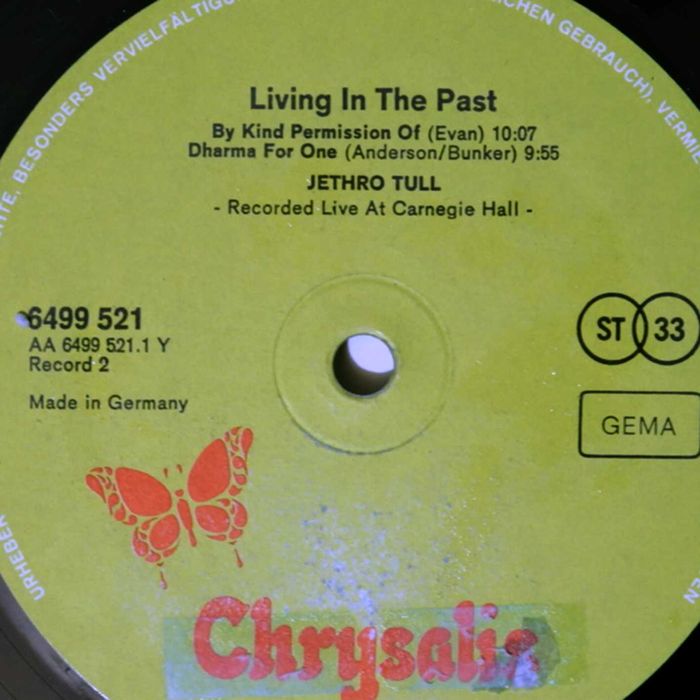 BESONDERS VERVIELFÄLTIGU
LICHEN GEBRAUCH), VERMIE
Living In The Past
By Kind Permission Of (Evan) 10:07
Dharma For One (Anderson/Bunker) 9:55
JETHRO TULL
- Recorded Live At Carnegie Hall -
6499 521
AA 6499 521.1 Y
Record 2
Made in Germany
ST 33
GEMA
URHEBER
Chrysalis